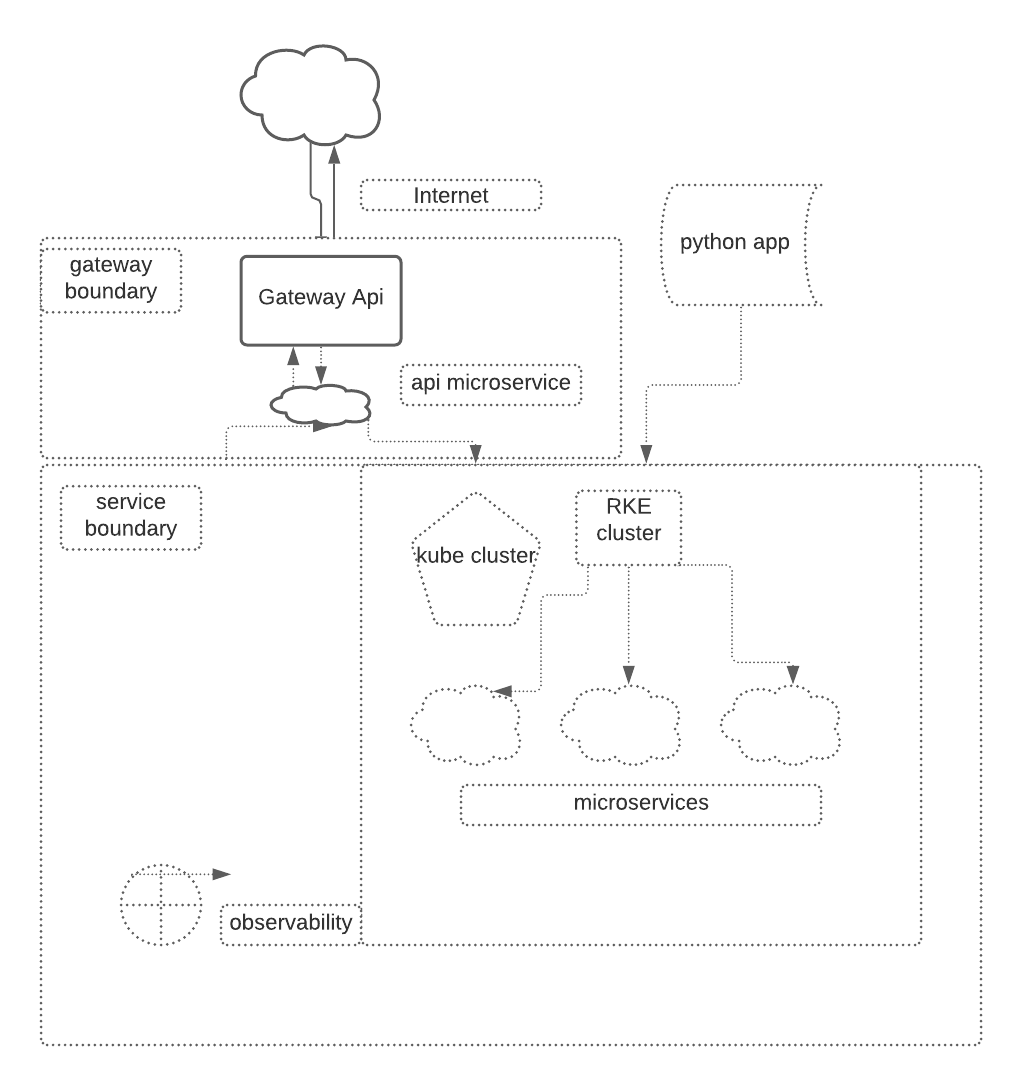 Internet
python app
gateway
boundary
Gateway Api
api microservice
service
boundary
kube cluster
RKE
cluster
microservices
observability